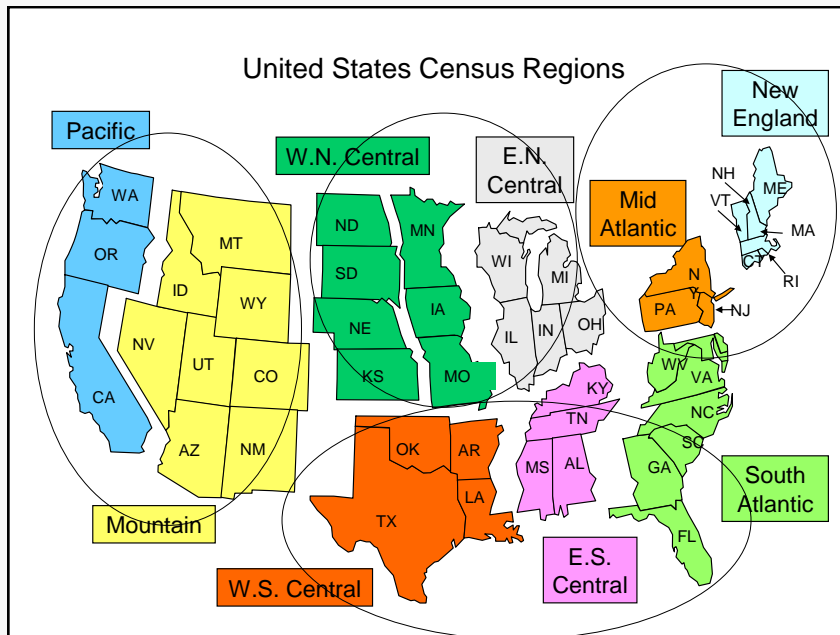 United States Census Regions
New
England
Pacific
W.N. Central
E.N.
Central
Mid
Atlantic
NH
ME
VT
MA
CT
RI
WA
OR
CA
MT
ID
WY
NV
UT
CO
AZ
NM
ND
MN
SD
IA
NE
KS
MO
WI
MI
IL
IN
OH
N
Y
PA
NJ
WV
VA
KY
NC
TN
SC
OK
AR
MS
AL
GA
TX
LA
FL
South
Atlantic
Mountain
W.S. Central
E.S.
Central